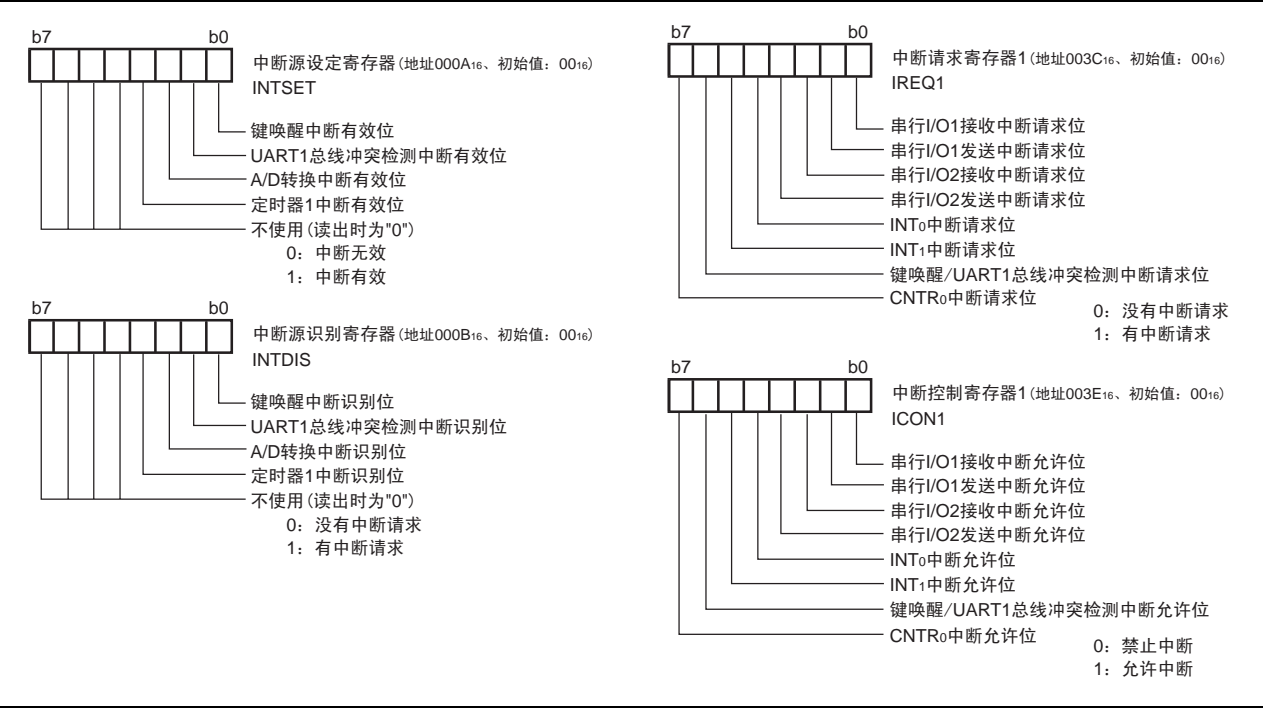 b7 b0
中断源设定寄存器(地址000A16、初始值：0016)
INTSET
键唤醒中断有效位
UART1总线冲突检测中断有效位
A/D转换中断有效位
定时器1中断有效位
不使用(读出时为"0")
0：中断无效
1：中断有效
b7 b0
中断源识别寄存器(地址000B16、初始值：0016)
INTDIS
键唤醒中断识别位
UART1总线冲突检测中断识别位
A/D转换中断识别位
定时器1中断识别位
不使用(读出时为"0")
0：没有中断请求
1：有中断请求
b7 b0
中断请求寄存器1(地址003C16、初始值：0016)
IREQ1
串行I/O1接收中断请求位
串行I/O1发送中断请求位
串行I/O2接收中断请求位
串行I/O2发送中断请求位
INT0中断请求位
INT1中断请求位
键唤醒/UART1总线冲突检测中断请求位
CNTR0中断请求位
0：没有中断请求
1：有中断请求
b7 b0
中断控制寄存器1(地址003E16、初始值：0016)
ICON1
串行I/O1接收中断允许位
串行I/O1发送中断允许位
串行I/O2接收中断允许位
串行I/O2发送中断允许位
INT0中断允许位
INT1中断允许位
键唤醒/UART1总线冲突检测中断允许位
CNTR0中断允许位
0：禁止中断
1：允许中断